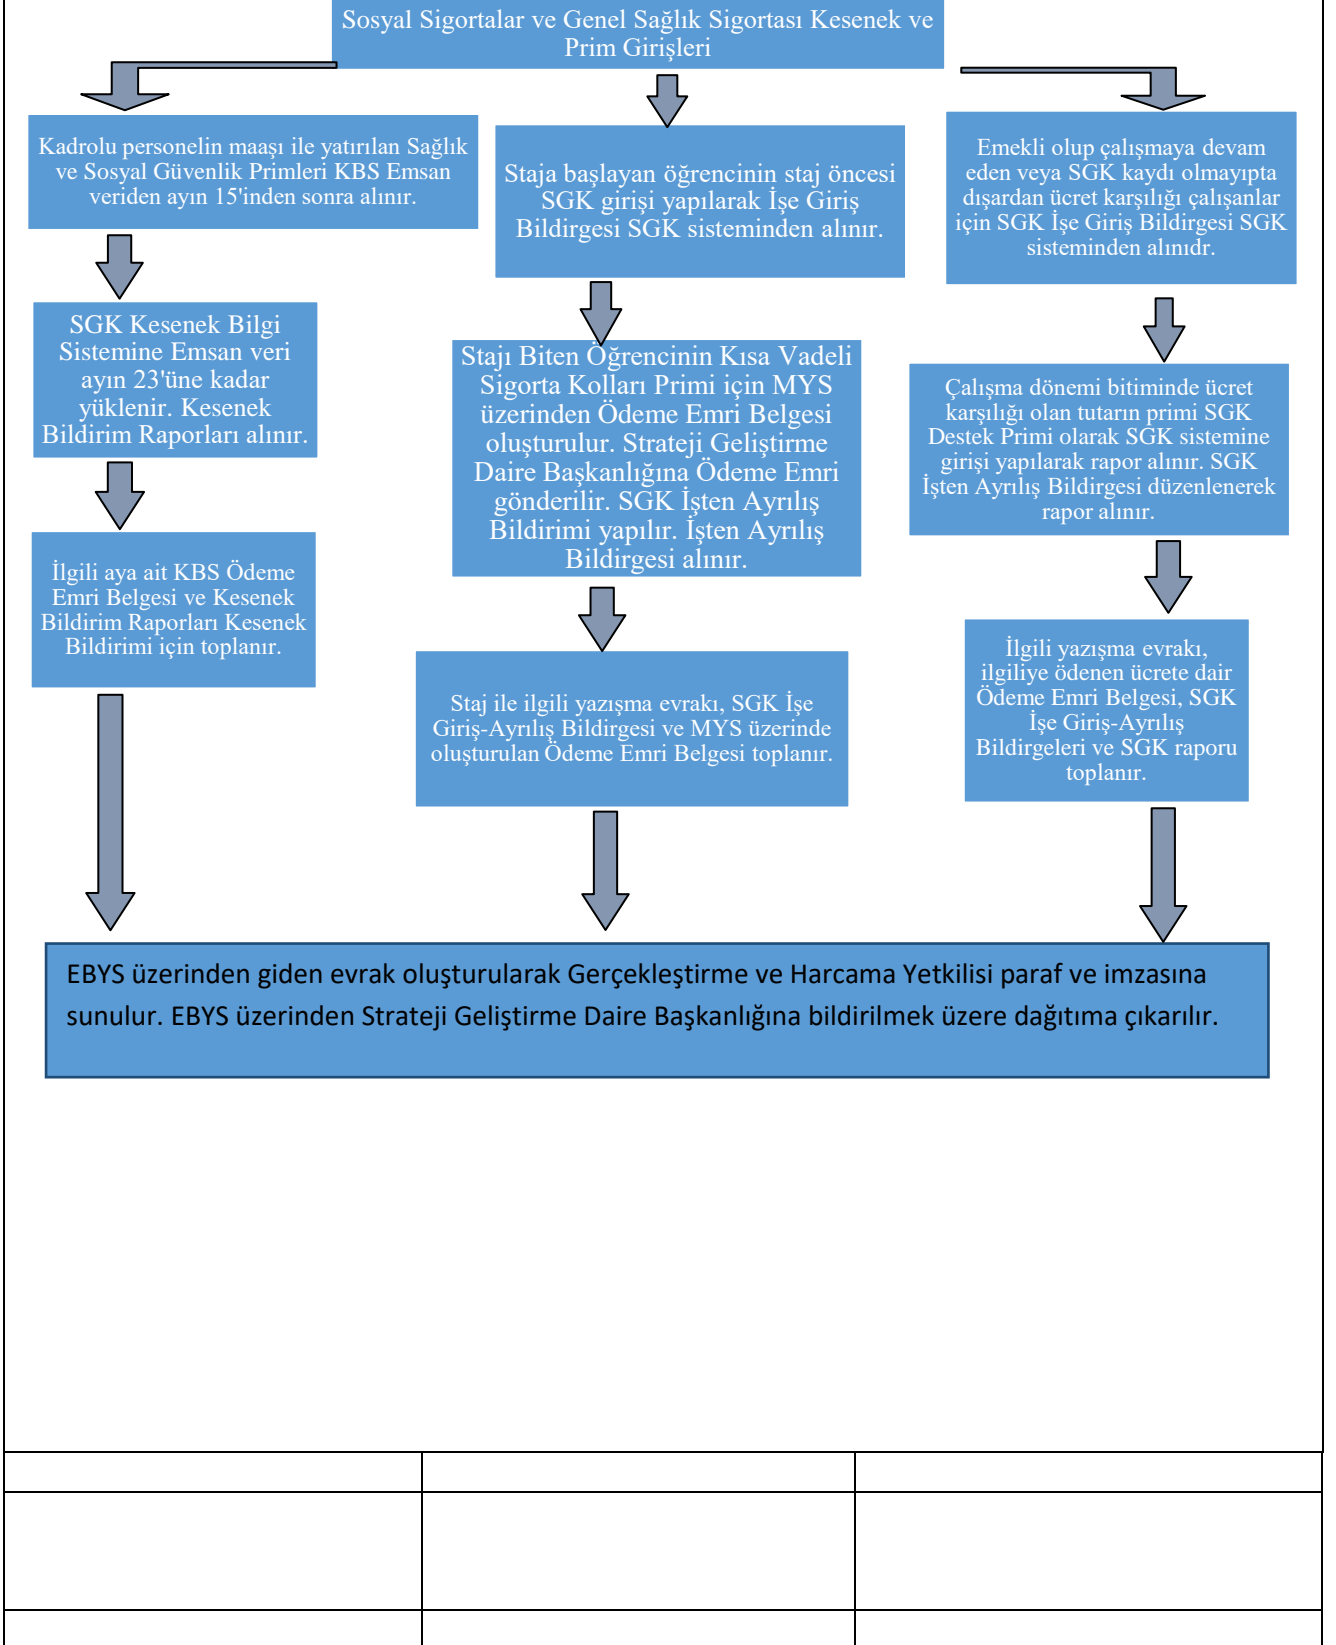 Sosyal Sigortalar ve Genel Sağlık Sigortası Kesenek ve
Prim Girişleri
Kadrolu personelin maaşı ile yatırılan Sağlık
ve Sosyal Güvenlik Primleri KBS Emsan
veriden ayın 15'inden sonra alınır.
SGK Kesenek Bilgi
Sistemine Emsan veri
ayın 23'üne kadar
yüklenir. Kesenek
Bildirim Raporları alınır.
İlgili aya ait KBS Ödeme
Emri Belgesi ve Kesenek
Bildirim Raporları Kesenek
Bildirimi için toplanır.
Staja başlayan öğrencinin staj öncesi
SGK girişi yapılarak İşe Giriş
Bildirgesi SGK sisteminden alınır.
Stajı Biten Öğrencinin Kısa Vadeli
Sigorta Kolları Primi için MYS
üzerinden Ödeme Emri Belgesi
oluşturulur. Strateji Geliştirme
Daire Başkanlığına Ödeme Emri
gönderilir. SGK İşten Ayrılış
Bildirimi yapılır. İşten Ayrılış
Bildirgesi alınır.
Staj ile ilgili yazışma evrakı, SGK İşe
Giriş-Ayrılış Bildirgesi ve MYS üzerinde
oluşturulan Ödeme Emri Belgesi toplanır.
Emekli olup çalışmaya devam
eden veya SGK kaydı olmayıpta
dışardan ücret karşılığı çalışanlar
için SGK İşe Giriş Bildirgesi SGK
sisteminden alınıdr.
Çalışma dönemi bitiminde ücret
karşılığı olan tutarın primi SGK
Destek Primi olarak SGK sistemine
girişi yapılarak rapor alınır. SGK
İşten Ayrılış Bildirgesi düzenlenerek
rapor alınır.
İlgili yazışma evrakı,
ilgiliye ödenen ücrete dair
Ödeme Emri Belgesi, SGK
İşe Giriş-Ayrılış
Bildirgeleri ve SGK raporu
toplanır.
EBYS üzerinden giden evrak oluşturularak Gerçekleştirme ve Harcama Yetkilisi paraf ve imzasına
sunulur. EBYS üzerinden Strateji Geliştirme Daire Başkanlığına bildirilmek üzere dağıtıma çıkarılır.